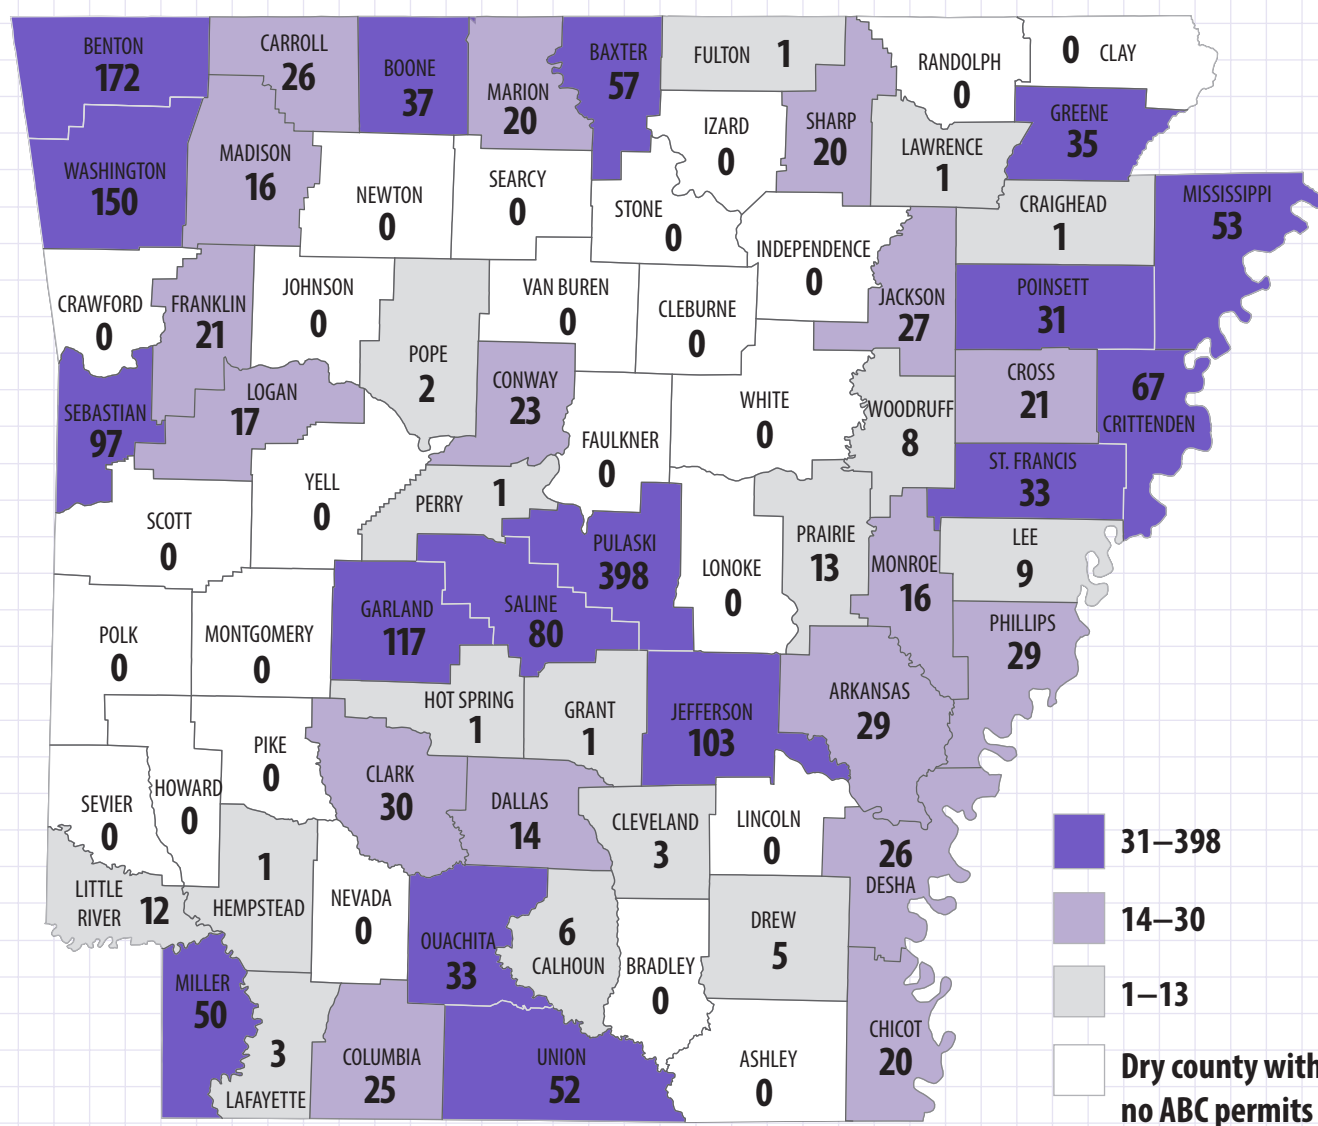 BENTON
172
CARROLL
26
BOONE
37
MARION
20
BAXTER
57
FULTON 1
RANDOLPH
0
0 CLAY
IZARD
0
SHARP
20
LAWRENCE
1
GREENE
35
WASHINGTON
150
MADISON
16
NEWTON
0
SEARCY
0
STONE
0
INDEPENDENCE
0
CRAIGHEAD
1
MISSISSIPPI
53
CRAWFORD
0
FRANKLIN
21
JOHNSON
0
POPE
2
VAN BUREN
0
CLEBURNE
0
JACKSON
27
POINSETT
31
SEBASTIAN
97
LOGAN
17
CONWAY
23
FAULKNER
0
WHITE
0
WOODRUFF
8
CROSS
21
67
CRITTENDEN
ST. FRANCIS
33
SCOTT
0
YELL
0
PERRY 1
PULASKI
398
LONOKE
0
PRAIRIE
13
MONROE
16
LEE
9
POLK
0
MONTGOMERY
0
GARLAND
117
SALINE
80
PHILLIPS
29
HOT SPRING
1
GRANT
1
JEFFERSON
103
ARKANSAS
29
SEVIER
0
HOWARD
0
PIKE
0
CLARK
30
DALLAS
14
CLEVELAND
3
LINCOLN
0
26
DESHA
LITTLE
RIVER 12
1
HEMPSTEAD
NEVADA
0
OUACHITA
33
6
CALHOUN
BRADLEY
0
DREW
5
MILLER
50
3
LAFAYETTE
COLUMBIA
25
UNION
52
ASHLEY
0
CHICOT
20
31–398
14–30
1–13
Dry county with
no ABC permits